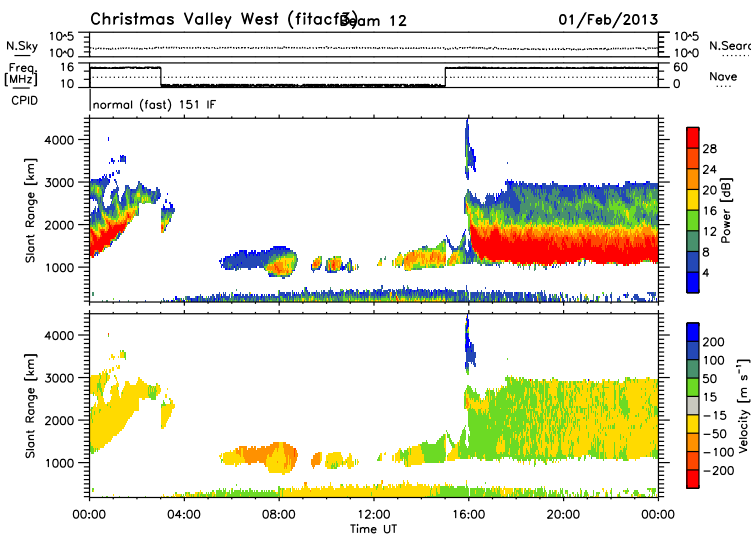 Christmas Valley West (fitacf3) Beam 12 01/Feb/2013
N.Sky 10^5 10^0 10^5 10^0 N.Searc
Freq. [MHz] 16 10 60 0 Nave
CPID normal (fast) 151 IF
Slant Range [km] 4000 3000 2000 1000
Power [dB] 28 24 20 16 12 8 4
Slant Range [km] 4000 3000 2000 1000
Velocity [m s⁻¹] 200 100 50 15 -15 -50 -100 -200
00:00 04:00 08:00 12:00 16:00 20:00 00:00
Time UT